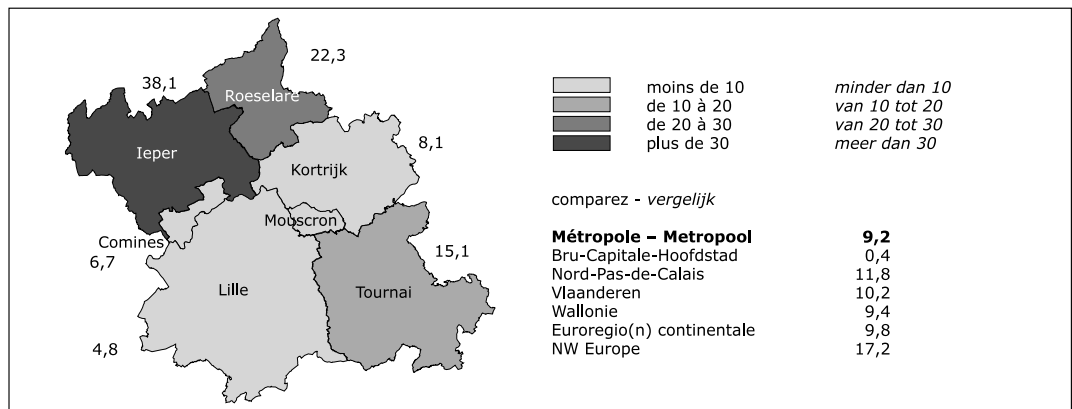 22,3
38,1
Roeselare
Ieper
8,1
Kortrijk
Mouscron
Comines
6,7
15,1
Lille
Tournai
4,8
moins de 10 minder dan 10
de 10 à 20 van 10 tot 20
de 20 à 30 van 20 tot 30
plus de 30 meer dan 30
comparez - vergelijk
Métropole – Metropool 9,2
Bru-Capitale-Hoofdstad 0,4
Nord-Pas-de-Calais 11,8
Vlaanderen 10,2
Wallonie 9,4
Euroregio(n) continentale 9,8
NW Europe 17,2